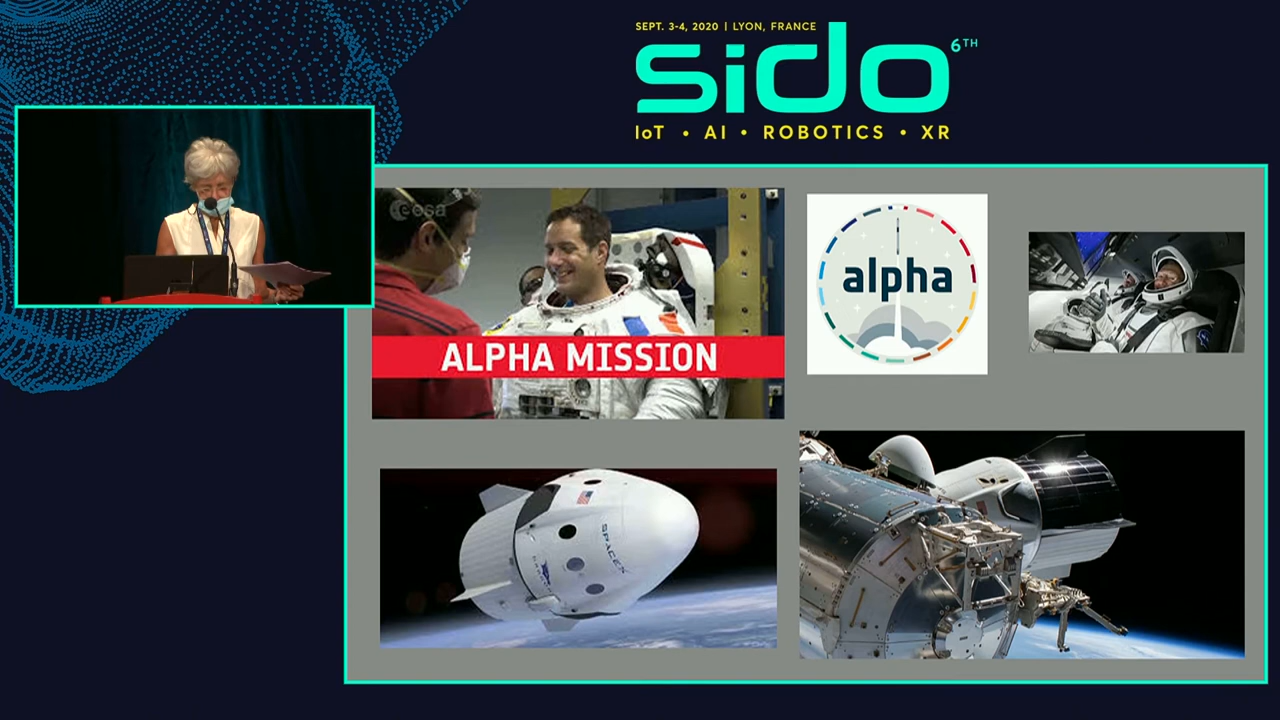 SEPT. 3-4, 2020 | LYON, FRANCE
sido 6TH
IoT • AI • ROBOTICS • XR
esa
ALPHA MISSION
alpha
SPACEX